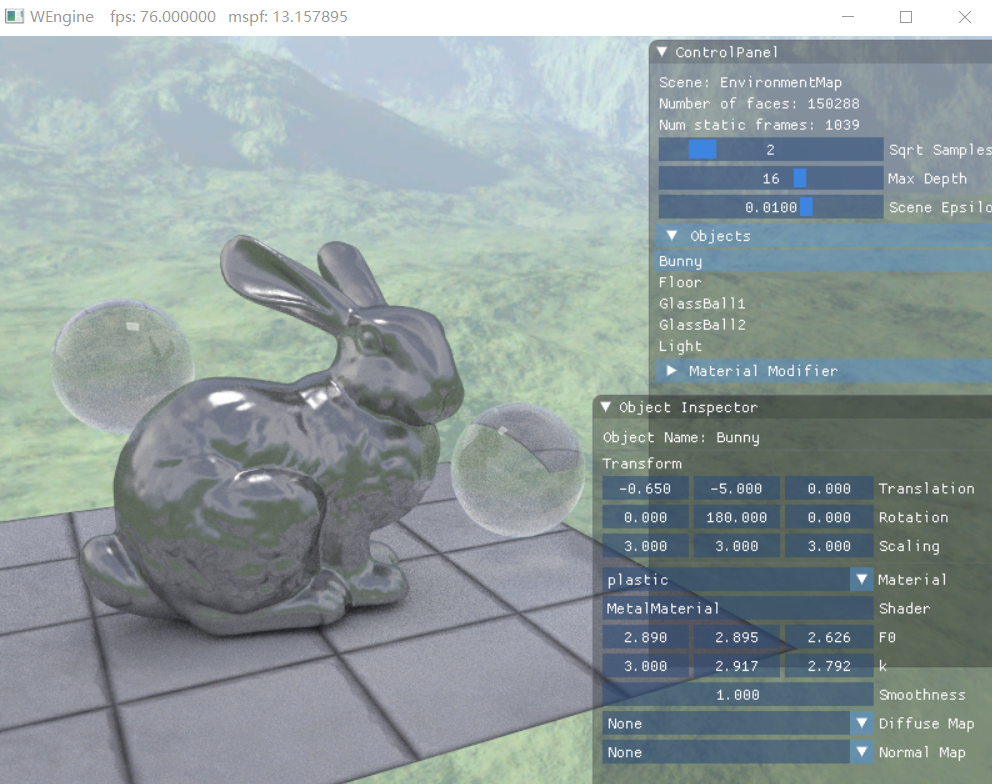 WEngine fps: 76.000000 mspf: 13.157895
ControlPanel
Scene: EnvironmentMap
Number of faces: 150288
Num static frames: 1039
2 Sqrt Samples
16 Max Depth
0.0100 Scene Epsilo
Objects
Bunny
Floor
GlassBall1
GlassBall2
Light
Material Modifier
Object Inspector
Object Name: Bunny
Transform
-0.650 -5.000 0.000 Translation
0.000 180.000 0.000 Rotation
3.000 3.000 3.000 Scaling
plastic Material
MetalMaterial Shader
2.890 2.895 2.626 F0
3.000 2.917 2.792 k
1.000 Smoothness
None Diffuse Map
None Normal Map